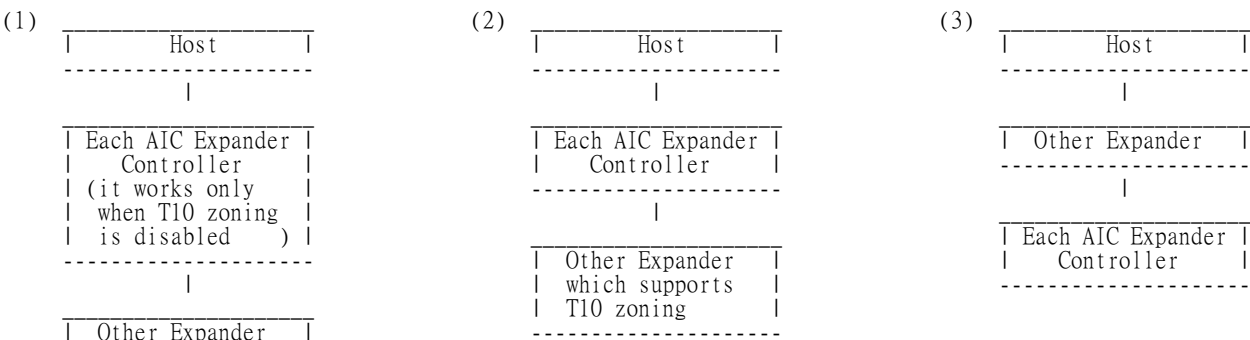 (1)
Host
Each AIC Expander
Controller
(it works only
when T10 zoning
is disabled )
Other Expander
(2)
Host
Each AIC Expander
Controller
Other Expander
which supports
T10 zoning
(3)
Host
Other Expander
Each AIC Expander
Controller